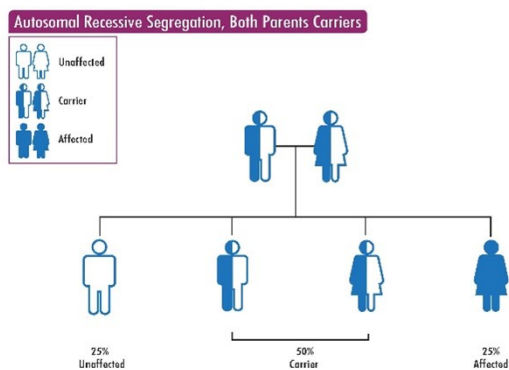 Autosomal Recessive Segregation, Both Parents Carriers
Unaffected
Carrier
Affected
25%
Unaffected
50%
Carrier
25%
Affected